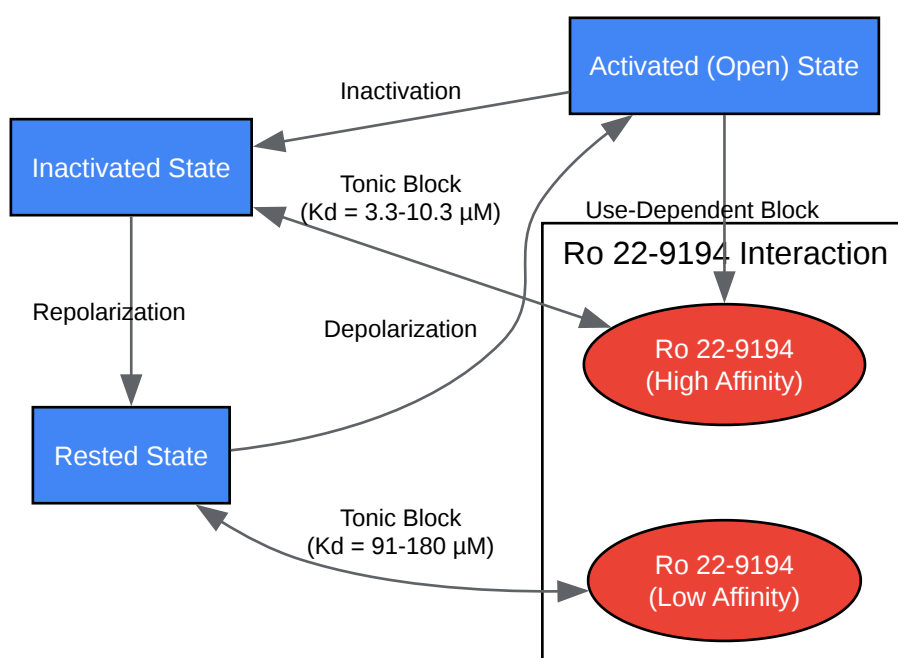 Activated (Open) State
Inactivation
Inactivated State
Tonic Block
(Kd = 3.3-10.3 µM)
Use-Dependent Block
Ro 22-9194 Interaction
Repolarization
Depolarization
Ro 22-9194
(High Affinity)
Rested State
Tonic Block
(Kd = 91-180 µM)
Ro 22-9194
(Low Affinity)